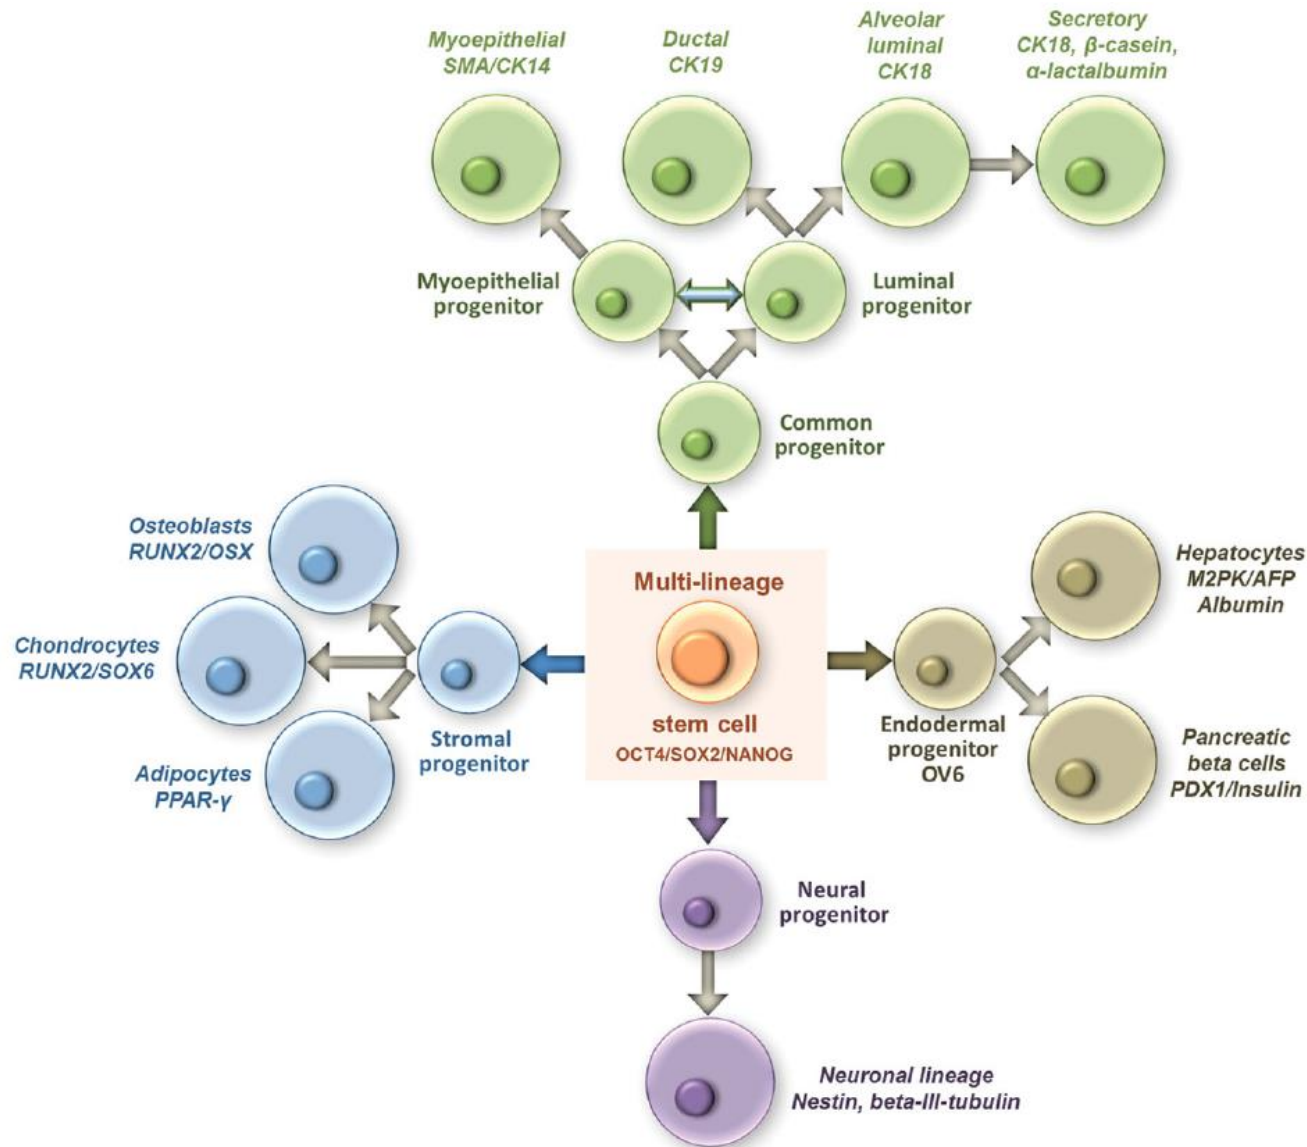 Myoepithelial
SMA/CK14
Ductal
CK19
Alveolar
luminal
CK18
Secretory
CK18, β-casein,
α-lactalbumin
Myoepithelial
progenitor
Luminal
progenitor
Common
progenitor
Osteoblasts
RUNX2/OSX
Chondrocytes
RUNX2/SOX6
Adipocytes
PPAR-γ
Stromal
progenitor
Multi-lineage
stem cell
OCT4/SOX2/NANOG
Endodermal
progenitor
OV6
Hepatocytes
M2PK/AFP
Albumin
Pancreatic
beta cells
PDX1/Insulin
Neural
progenitor
Neuronal lineage
Nestin, beta-III-tubulin